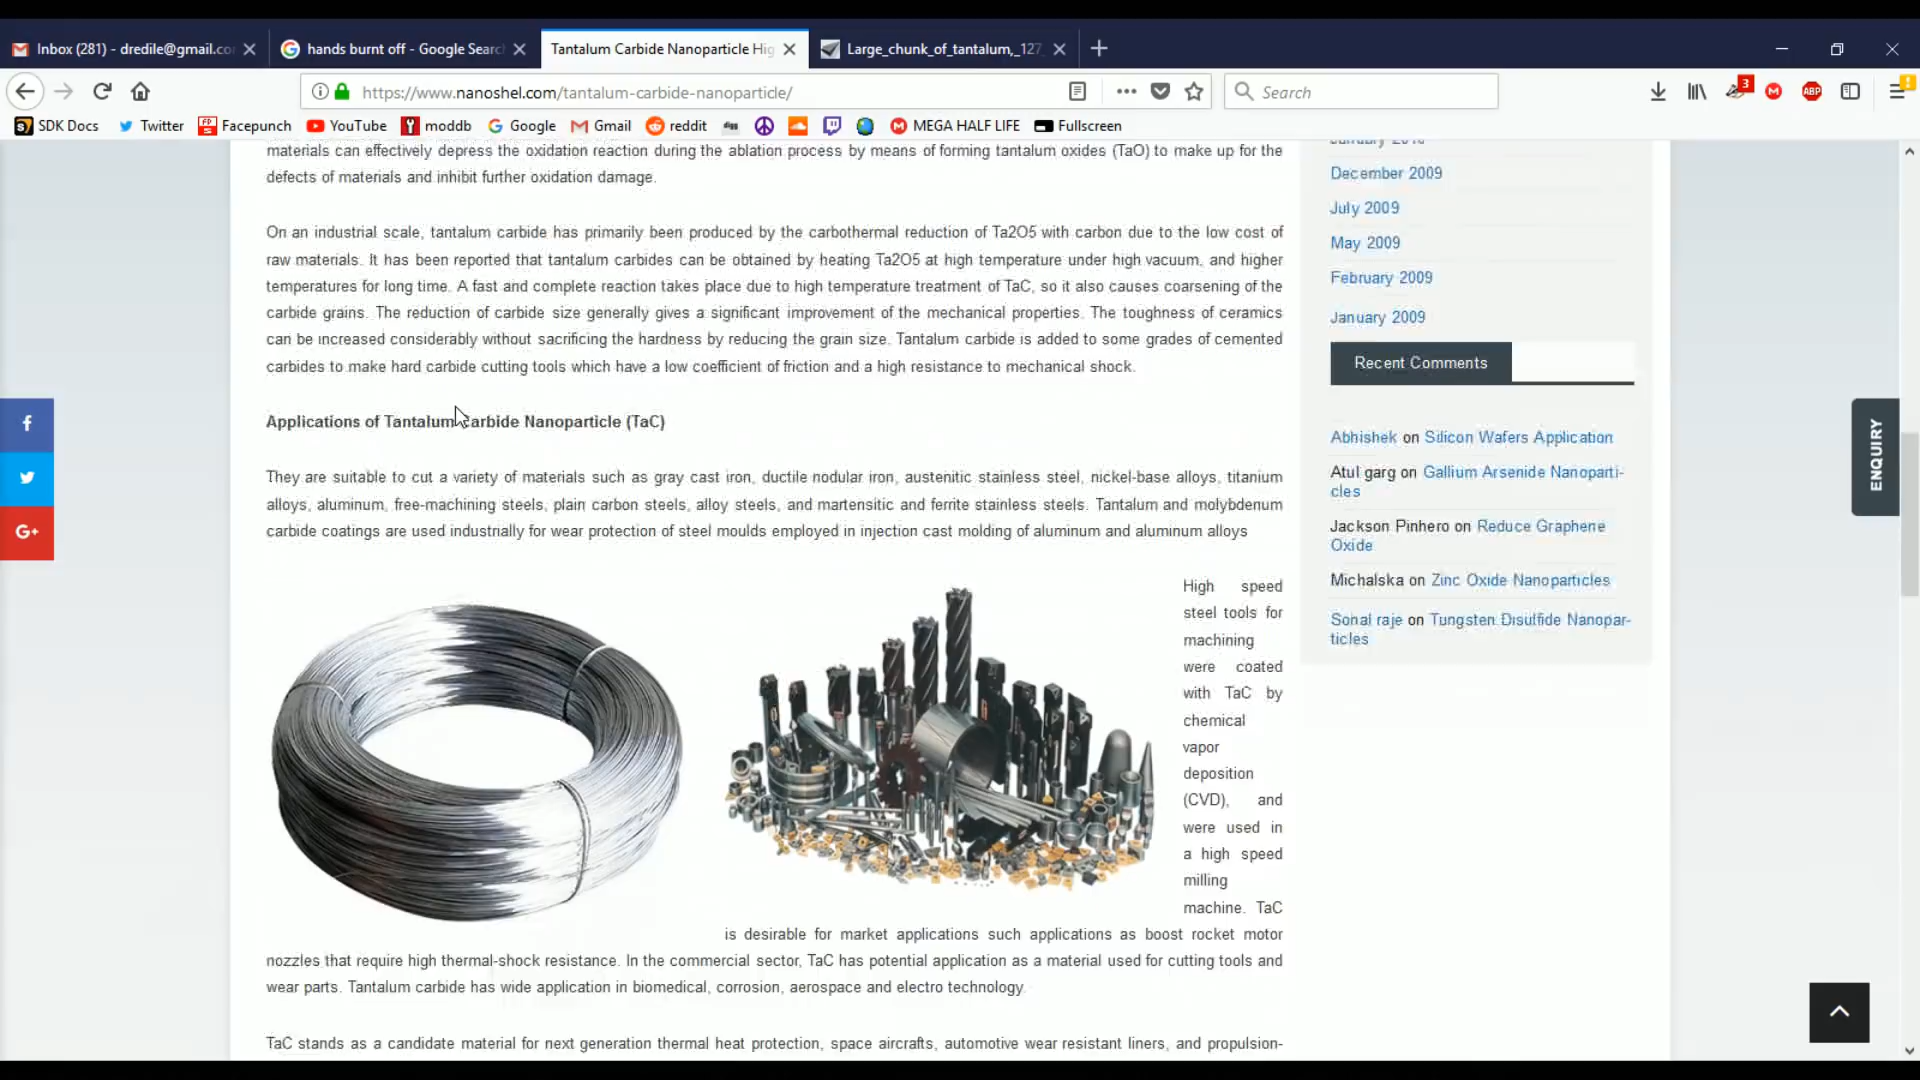 Inbox (281) - dredile@gmail.co
hands burnt off - Google Searc
Tantalum Carbide Nanoparticle Hig
Large_chunk_of_tantalum,_127
https://www.nanoshel.com/tantalum-carbide-nanoparticle/
Search
3
SDK Docs
Twitter
Facepunch
YouTube
moddb
Google
Gmail
reddit
digg
MEGA HALF LIFE
Fullscreen
ABP
materials can effectively depress the oxidation reaction during the ablation process by means of forming tantalum oxides (TaO) to make up for the
defects of materials and inhibit further oxidation damage.
On an industrial scale, tantalum carbide has primarily been produced by the carbothermal reduction of Ta2O5 with carbon due to the low cost of
raw materials. It has been reported that tantalum carbides can be obtained by heating Ta2O5 at high temperature under high vacuum, and higher
temperatures for long time. A fast and complete reaction takes place due to high temperature treatment of TaC, so it also causes coarsening of the
carbide grains. The reduction of carbide size generally gives a significant improvement of the mechanical properties. The toughness of ceramics
can be increased considerably without sacrificing the hardness by reducing the grain size. Tantalum carbide is added to some grades of cemented
carbides to make hard carbide cutting tools which have a low coefficient of friction and a high resistance to mechanical shock.
Applications of Tantalum Carbide Nanoparticle (TaC)
They are suitable to cut a variety of materials such as gray cast iron, ductile nodular iron, austenitic stainless steel, nickel-base alloys, titanium
alloys, aluminum, free-machining steels, plain carbon steels, alloy steels, and martensitic and ferrite stainless steels. Tantalum and molybdenum
carbide coatings are used industrially for wear protection of steel moulds employed in injection cast molding of aluminum and aluminum alloys
High speed
steel tools for
machining
were coated
with TaC by
chemical
vapor
deposition
(CVD), and
were used in
a high speed
milling
machine. TaC
is desirable for market applications such applications as boost rocket motor
nozzles that require high thermal-shock resistance. In the commercial sector, TaC has potential application as a material used for cutting tools and
wear parts. Tantalum carbide has wide application in biomedical, corrosion, aerospace and electro technology.
TaC stands as a candidate material for next generation thermal heat protection, space aircrafts, automotive wear resistant liners, and propulsion-
January 2010
December 2009
July 2009
May 2009
February 2009
January 2009
Recent Comments
Abhishek on Silicon Wafers Application
Atul garg on Gallium Arsenide Nanoparti-
cles
Jackson Pinhero on Reduce Graphene
Oxide
Michalska on Zinc Oxide Nanoparticles
Sonal raje on Tungsten Disulfide Nanopar-
ticles
ENQUIRY
f
G+